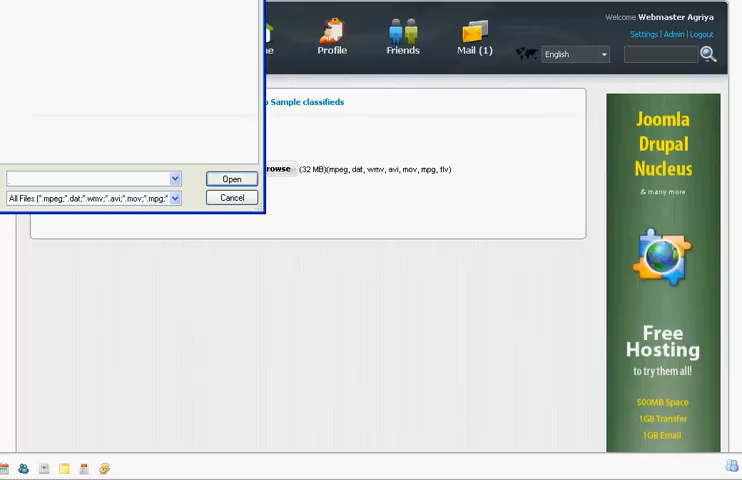 Welcome Webmaster Agriya
Settings | Admin | Logout
Profile
Friends
Mail (1)
English
Sample classifieds
rowse (32 MB)(mpeg, dat, wmv, avi, mov, mpg, flv)
Open
All Files (*.mpeg;*.dat;*.wmv;*.avi;*.mov;*.mpg;*
Cancel
Joomla
Drupal
Nucleus
& many more
Free
Hosting
to try them all!
500MB Space
1GB Transfer
1GB Email